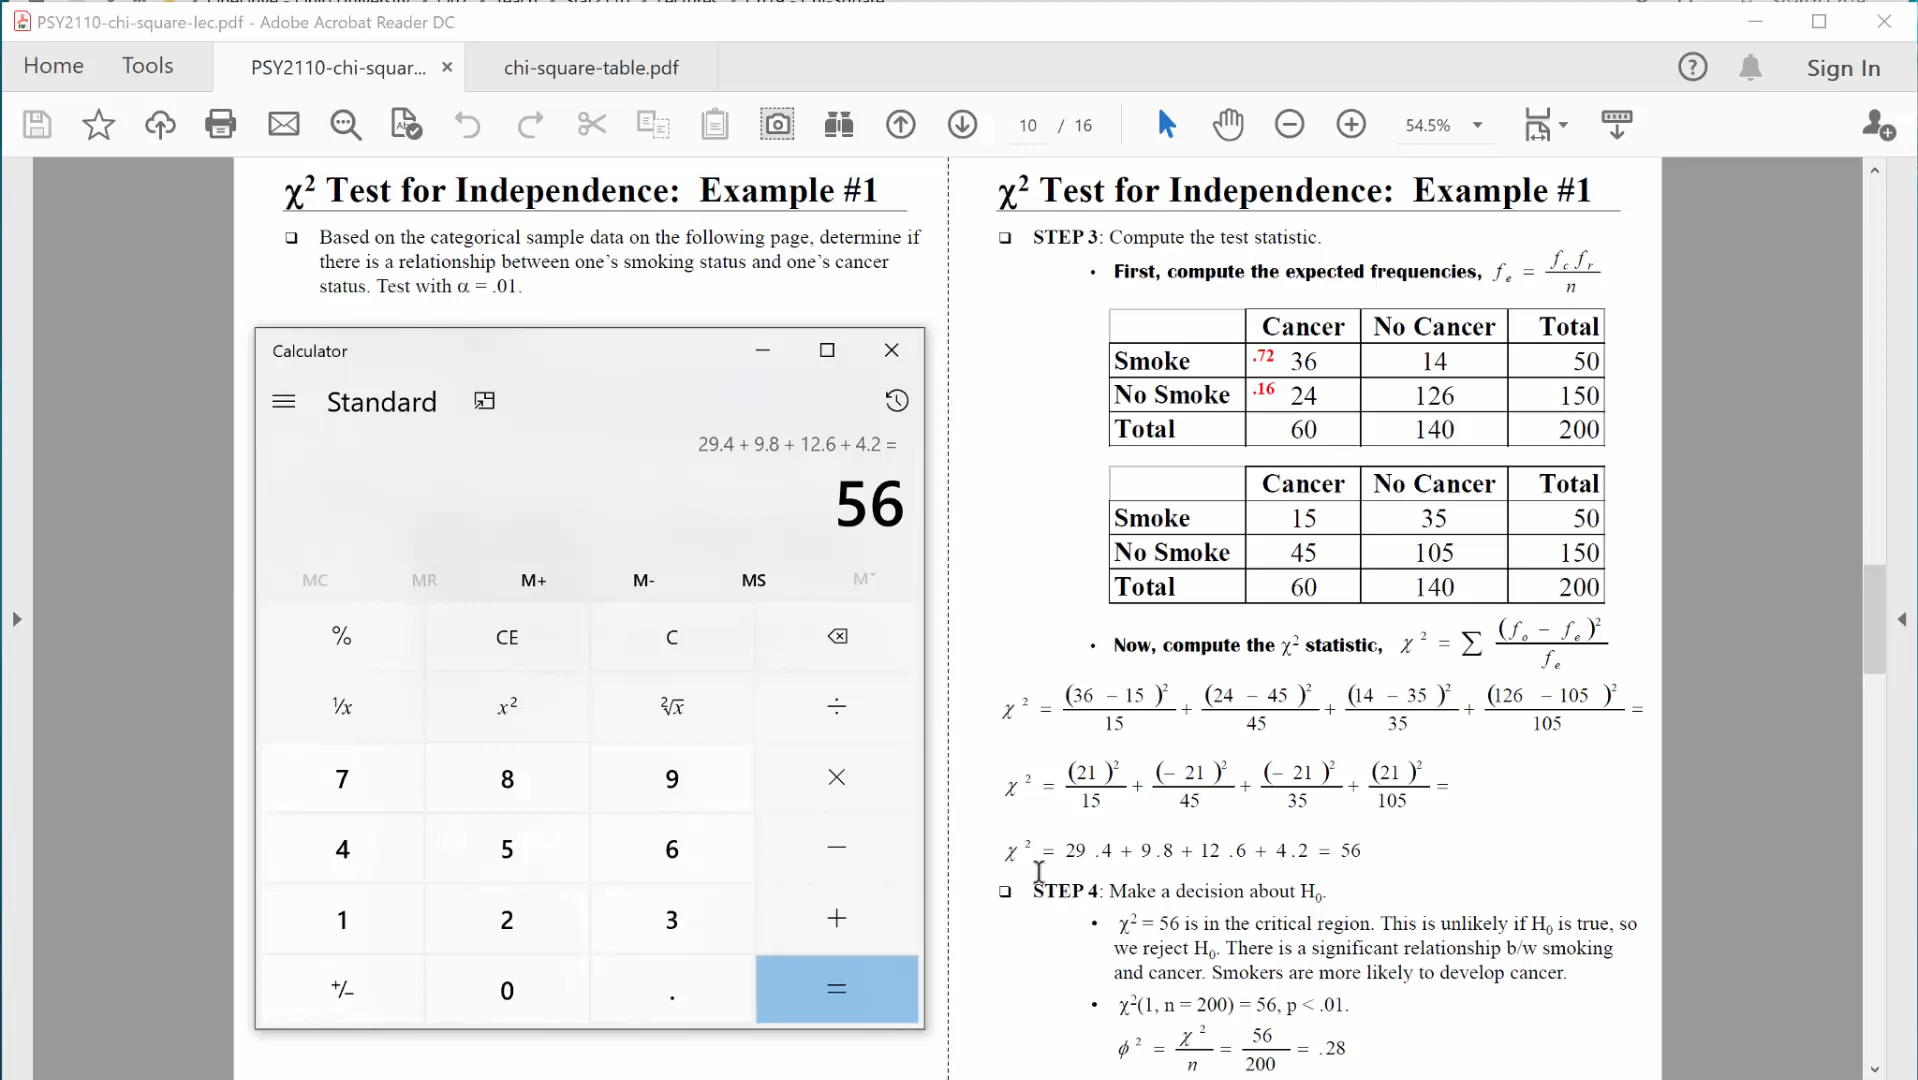 PSY2110-chi-square-lec.pdf - Adobe Acrobat Reader DC
Home Tools PSY2110-chi-squar... × chi-square-table.pdf Sign In
10 / 16 54.5%
χ² Test for Independence: Example #1
Based on the categorical sample data on the following page, determine if
there is a relationship between one's smoking status and one's cancer
status. Test with α = .01.
Calculator
Standard
29.4 + 9.8 + 12.6 + 4.2 =
56
MC MR M+ M- MS M˅
% CE C
¹/x x² ²√x ÷
7 8 9 ×
4 5 6 −
1 2 3 +
+/− 0 . =
χ² Test for Independence: Example #1
STEP 3: Compute the test statistic.
• First, compute the expected frequencies, fₑ = f꜀ fᵣ / n
Cancer No Cancer Total
Smoke .72 36 14 50
No Smoke .16 24 126 150
Total 60 140 200
Cancer No Cancer Total
Smoke 15 35 50
No Smoke 45 105 150
Total 60 140 200
• Now, compute the χ² statistic, χ² = ∑ (fₒ − fₑ)² / fₑ
χ² = (36 − 15)² / 15 + (24 − 45)² / 45 + (14 − 35)² / 35 + (126 − 105)² / 105 =
χ² = (21)² / 15 + (− 21)² / 45 + (− 21)² / 35 + (21)² / 105 =
χ² = 29.4 + 9.8 + 12.6 + 4.2 = 56
STEP 4: Make a decision about H₀.
• χ² = 56 is in the critical region. This is unlikely if H₀ is true, so
we reject H₀. There is a significant relationship b/w smoking
and cancer. Smokers are more likely to develop cancer.
• χ²(1, n = 200) = 56, p < .01.
ϕ² = χ² / n = 56 / 200 = .28